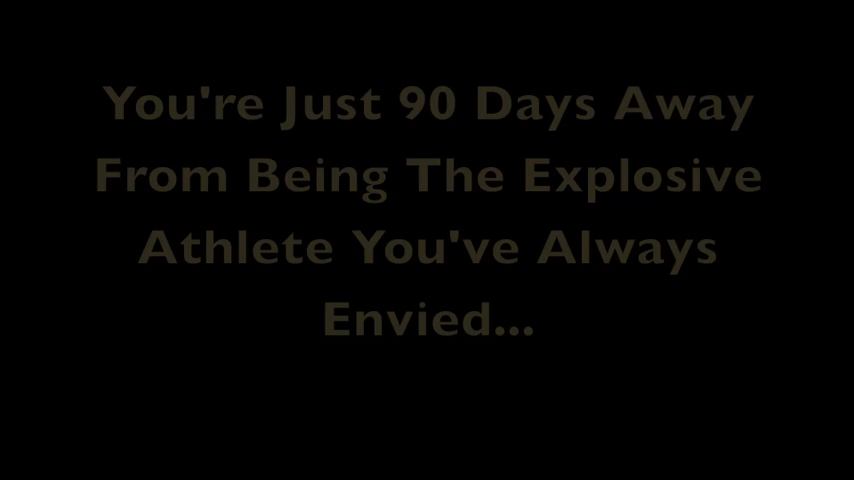 You're Just 90 Days Away
From Being The Explosive
Athlete You've Always
Envied...